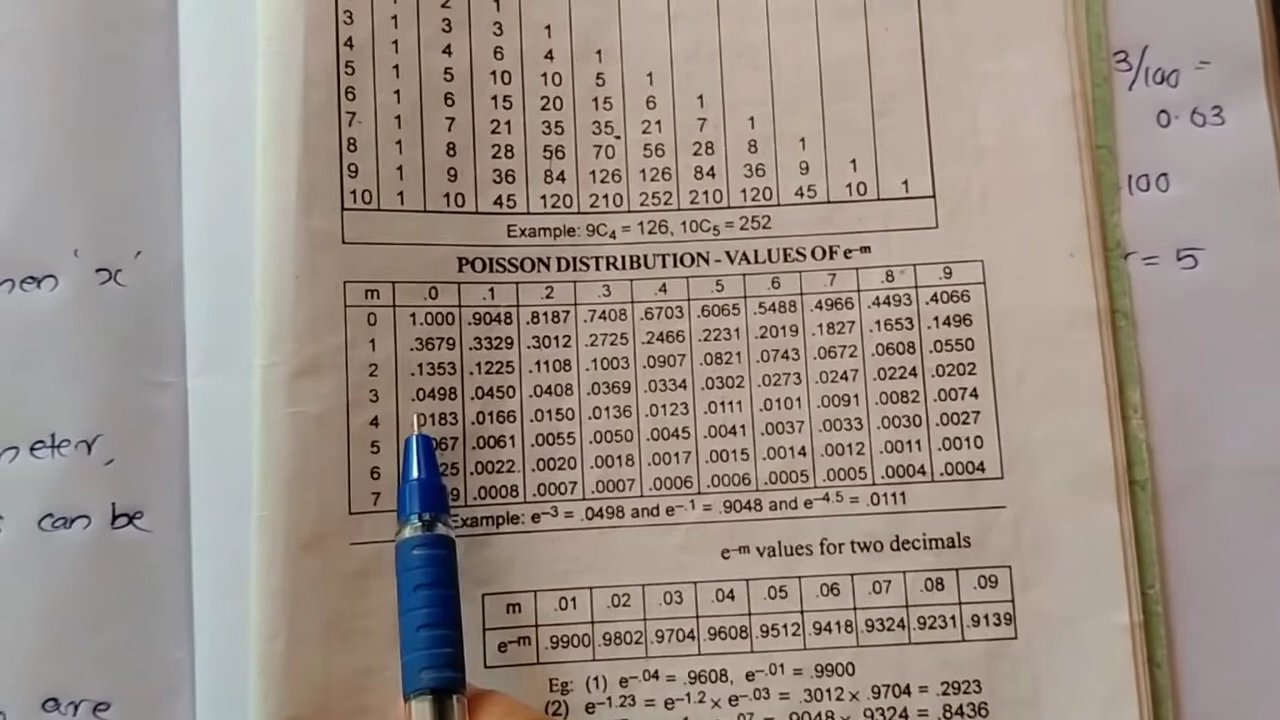 2 1
3 1 3 3 1
4 1 4 6 4 1
5 1 5 10 10 5 1
6 1 6 15 20 15 6 1
7 1 7 21 35 35 21 7 1
8 1 8 28 56 70 56 28 8 1
9 1 9 36 84 126 126 84 36 9 1
10 1 10 45 120 210 252 210 120 45 10 1
Example: 9C4 = 126, 10C5 = 252
POISSON DISTRIBUTION - VALUES OF e-m
m .0 .1 .2 .3 .4 .5 .6 .7 .8 .9
0 1.000 .9048 .8187 .7408 .6703 .6065 .5488 .4966 .4493 .4066
1 .3679 .3329 .3012 .2725 .2466 .2231 .2019 .1827 .1653 .1496
2 .1353 .1225 .1108 .1003 .0907 .0821 .0743 .0672 .0608 .0550
3 .0498 .0450 .0408 .0369 .0334 .0302 .0273 .0247 .0224 .0202
4 0183 .0166 .0150 .0136 .0123 .0111 .0101 .0091 .0082 .0074
5 067 .0061 .0055 .0050 .0045 .0041 .0037 .0033 .0030 .0027
6 25 .0022 .0020 .0018 .0017 .0015 .0014 .0012 .0011 .0010
7 9 .0008 .0007 .0007 .0006 .0006 .0005 .0005 .0004 .0004
Example: e-3 = .0498 and e-.1 = .9048 and e-4.5 = .0111
e-m values for two decimals
m .01 .02 .03 .04 .05 .06 .07 .08 .09
e-m .9900 .9802 .9704 .9608 .9512 .9418 .9324 .9231 .9139
Eg: (1) e-.04 = .9608, e-.01 = .9900
(2) e-1.23 = e-1.2 x e-.03 = .3012 x .9704 = .2923
.07 .9048 x .9324 = .8436
'x'
can be
are
3/100 =
0.03
100
= 5